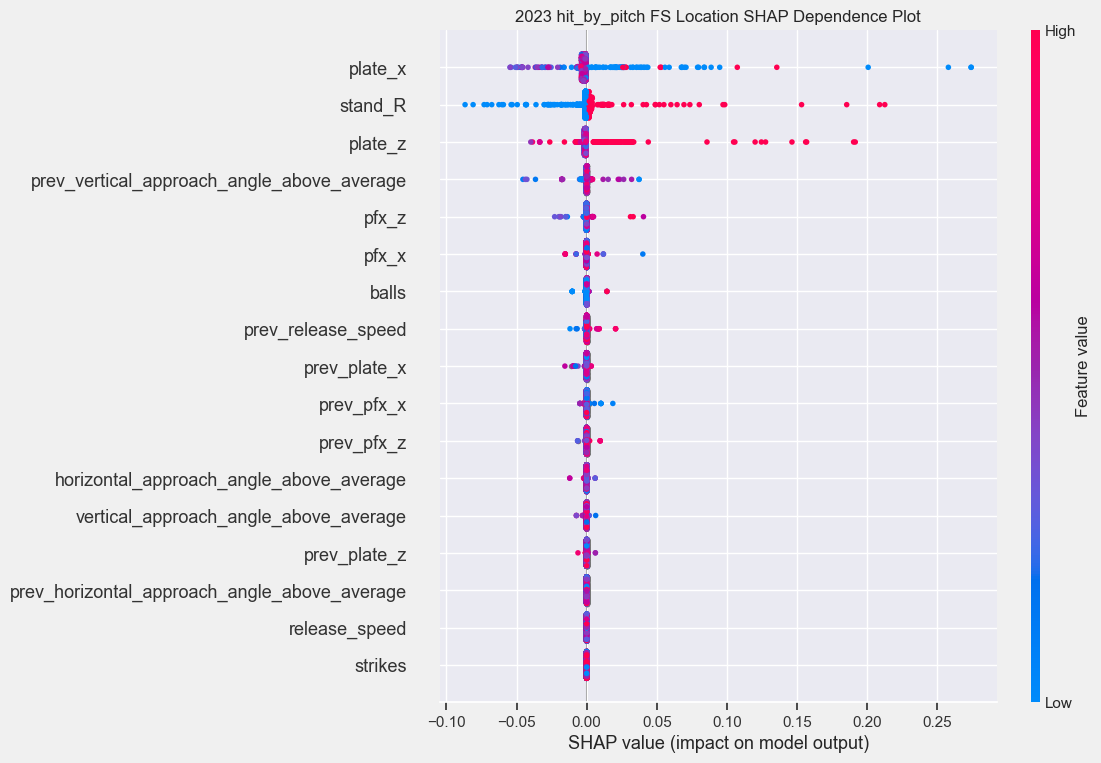 2023 hit_by_pitch FS Location SHAP Dependence Plot
High
plate_x
stand_R
plate_z
prev_vertical_approach_angle_above_average
pfx_z
pfx_x
balls
prev_release_speed
prev_plate_x
prev_pfx_x
prev_pfx_z
horizontal_approach_angle_above_average
vertical_approach_angle_above_average
prev_plate_z
prev_horizontal_approach_angle_above_average
release_speed
strikes
Feature value
Low
−0.10 −0.05 0.00 0.05 0.10 0.15 0.20 0.25
SHAP value (impact on model output)